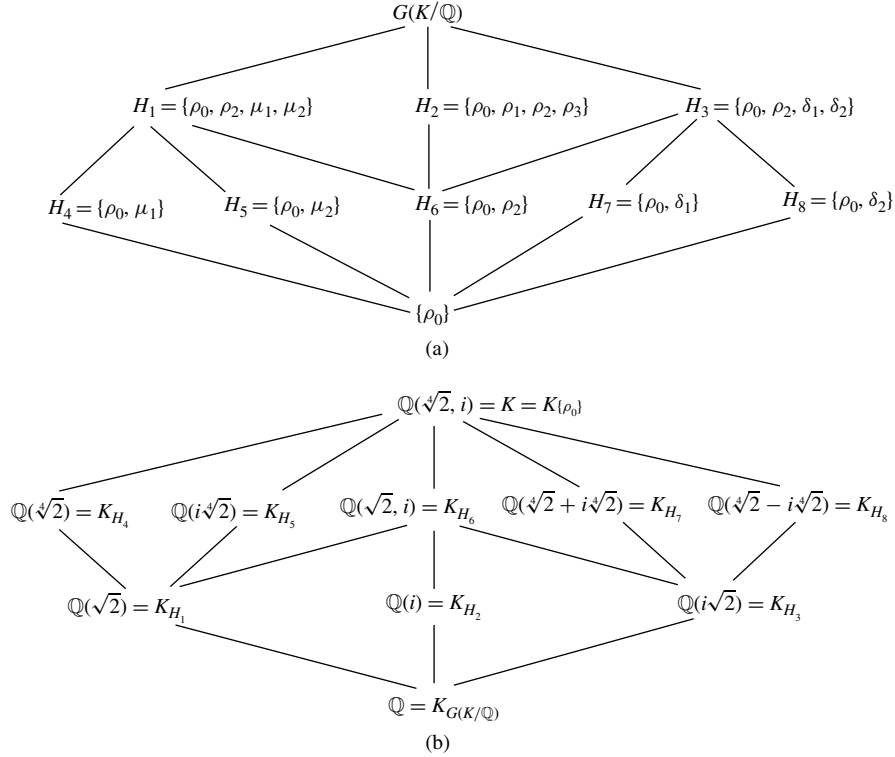 G(K/ℚ)
H₁ = {ρ₀, ρ₂, μ₁, μ₂} H₂ = {ρ₀, ρ₁, ρ₂, ρ₃} H₃ = {ρ₀, ρ₂, δ₁, δ₂}
H₄ = {ρ₀, μ₁} H₅ = {ρ₀, μ₂} H₆ = {ρ₀, ρ₂} H₇ = {ρ₀, δ₁} H₈ = {ρ₀, δ₂}
{ρ₀}
(a)
ℚ(∜2, i) = K = K_{{ρ₀}}
ℚ(∜2) = K_{H₄} ℚ(i∜2) = K_{H₅} ℚ(√2, i) = K_{H₆} ℚ(∜2 + i∜2) = K_{H₇} ℚ(∜2 − i∜2) = K_{H₈}
ℚ(√2) = K_{H₁} ℚ(i) = K_{H₂} ℚ(i√2) = K_{H₃}
ℚ = K_{G(K/ℚ)}
(b)